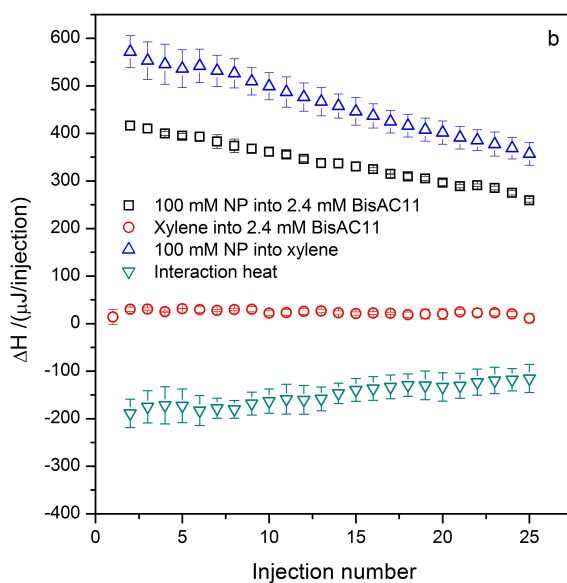 b
600
500
400
300
200
100
0
-100
-200
-300
-400
ΔH /(μJ/injection)
100 mM NP into 2.4 mM BisAC11
Xylene into 2.4 mM BisAC11
100 mM NP into xylene
Interaction heat
0 5 10 15 20 25
Injection number